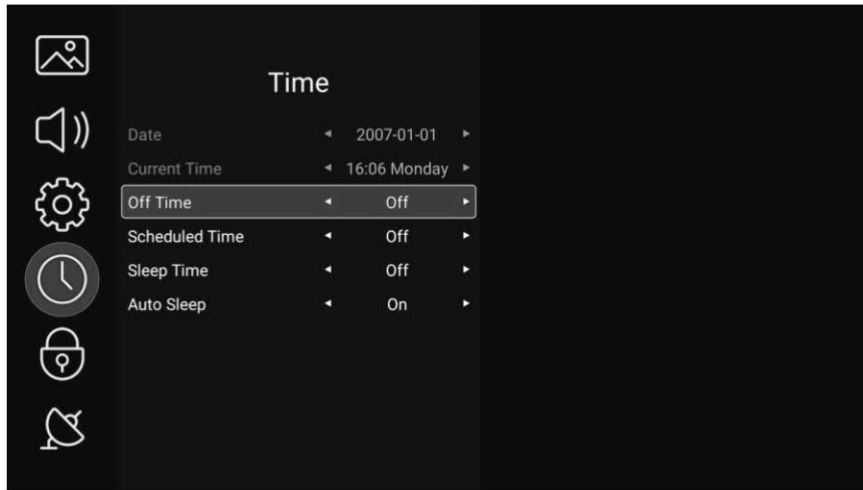 Time
Date 2007-01-01
Current Time 16:06 Monday
Off Time Off
Scheduled Time Off
Sleep Time Off
Auto Sleep On